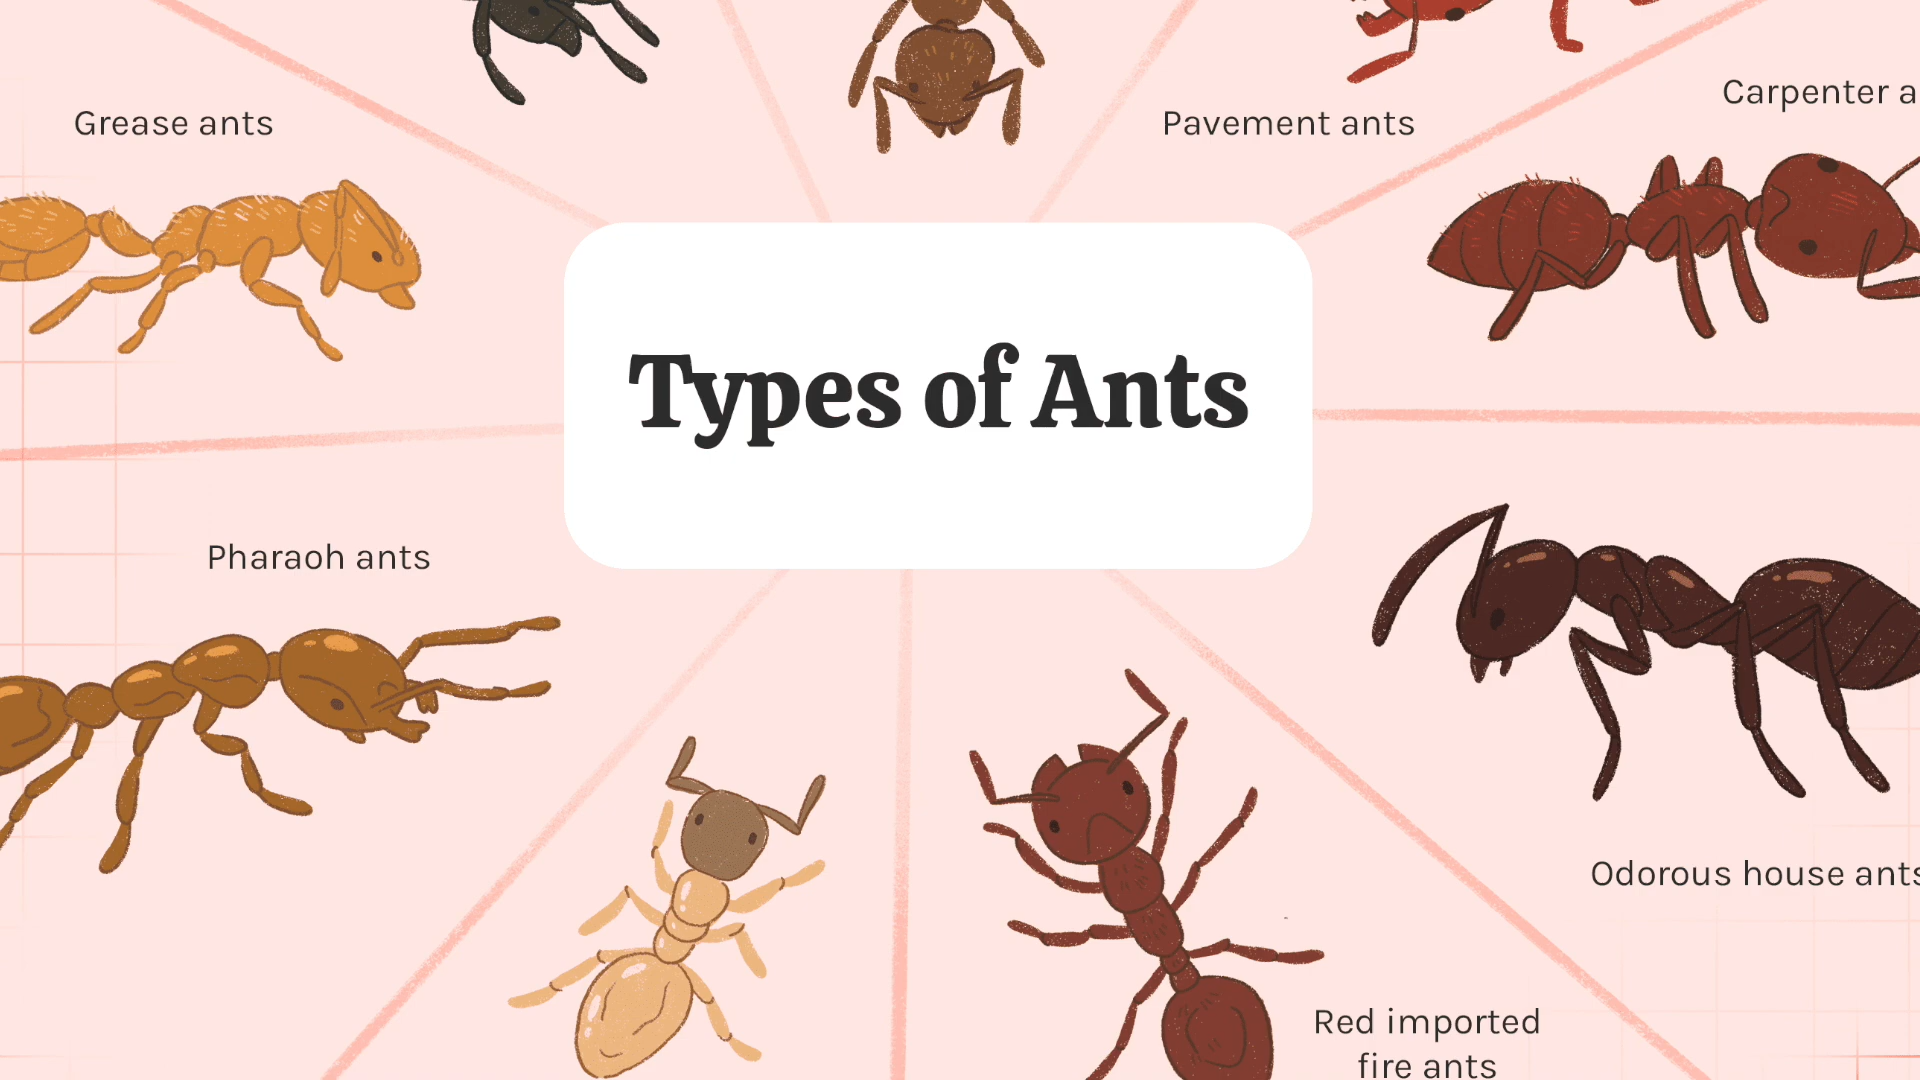 Carpenter a
Grease ants
Pavement ants
Types of Ants
Pharaoh ants
Odorous house ants
Red imported
fire ants